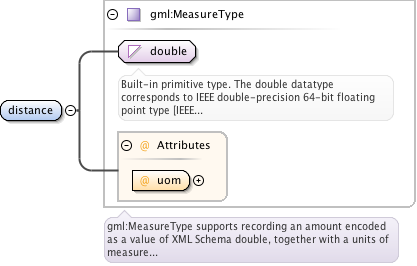 gml:MeasureType
double
Built-in primitive type. The double datatype
corresponds to IEEE double-precision 64-bit floating
point type [IEEE...
distance
@ Attributes
uom
gml:MeasureType supports recording an amount encoded
as a value of XML Schema double, together with a units of
measure...